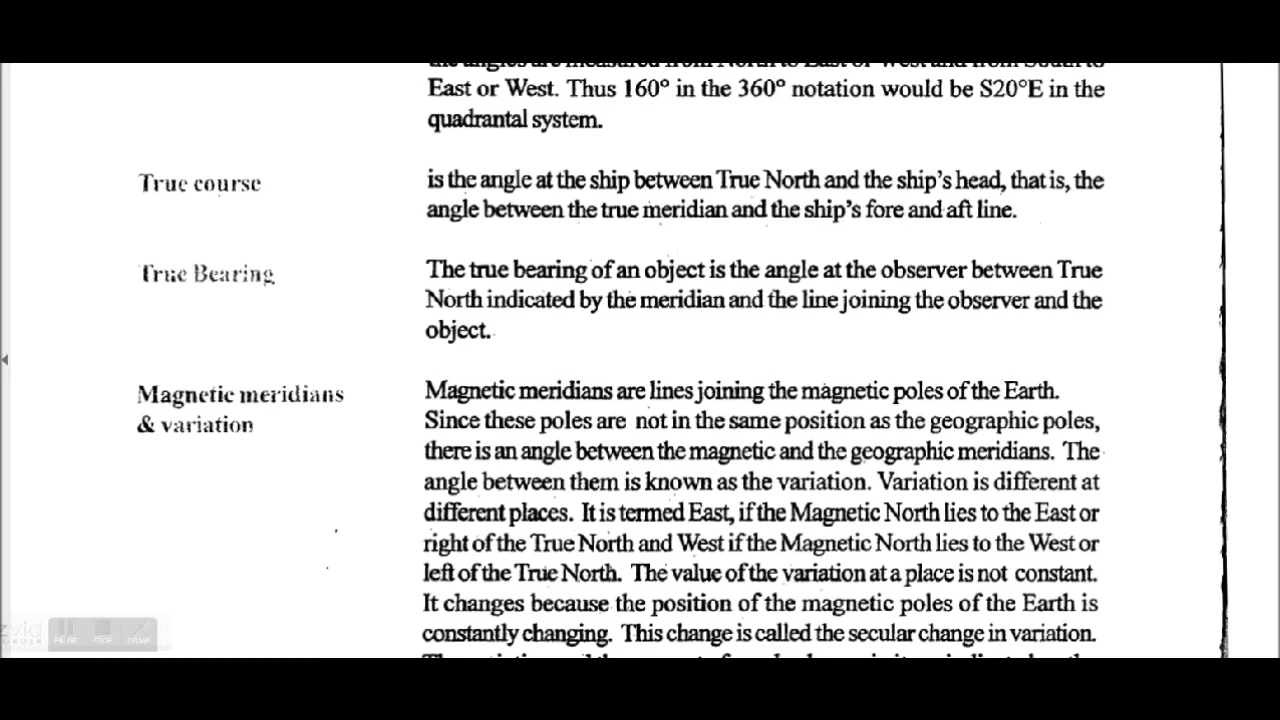 East or West. Thus 160° in the 360° notation would be S20°E in the
quadrantal system.
True course
is the angle at the ship between True North and the ship's head, that is, the
angle between the true meridian and the ship's fore and aft line.
True Bearing
The true bearing of an object is the angle at the observer between True
North indicated by the meridian and the line joining the observer and the
object.
Magnetic meridians
& variation
Magnetic meridians are lines joining the magnetic poles of the Earth.
Since these poles are not in the same position as the geographic poles,
there is an angle between the magnetic and the geographic meridians. The
angle between them is known as the variation. Variation is different at
different places. It is termed East, if the Magnetic North lies to the East or
right of the True North and West if the Magnetic North lies to the West or
left of the True North. The value of the variation at a place is not constant.
It changes because the position of the magnetic poles of the Earth is
constantly changing. This change is called the secular change in variation.
PAUSE
STOP